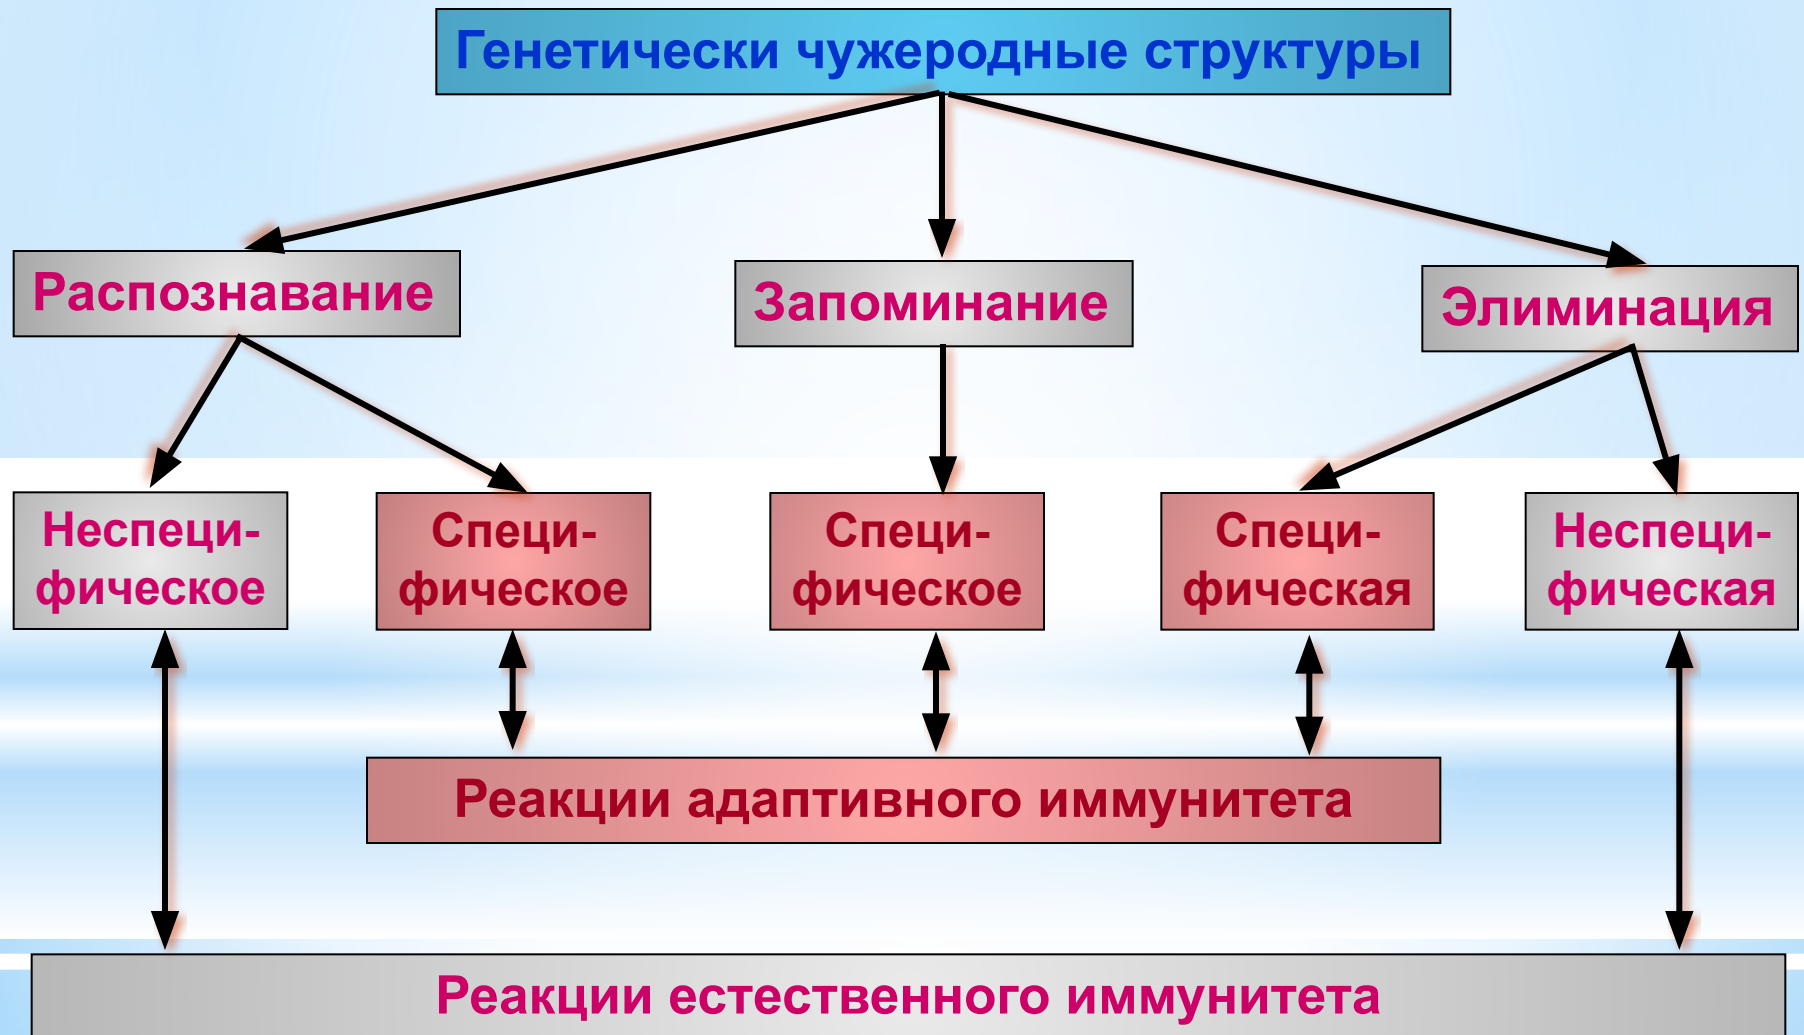 Генетически чужеродные структуры
Распознавание
Запоминание
Элиминация
Неспеци-
фическое
Специ-
фическое
Специ-
фическое
Специ-
фическая
Неспеци-
фическая
Реакции адаптивного иммунитета
Реакции естественного иммунитета